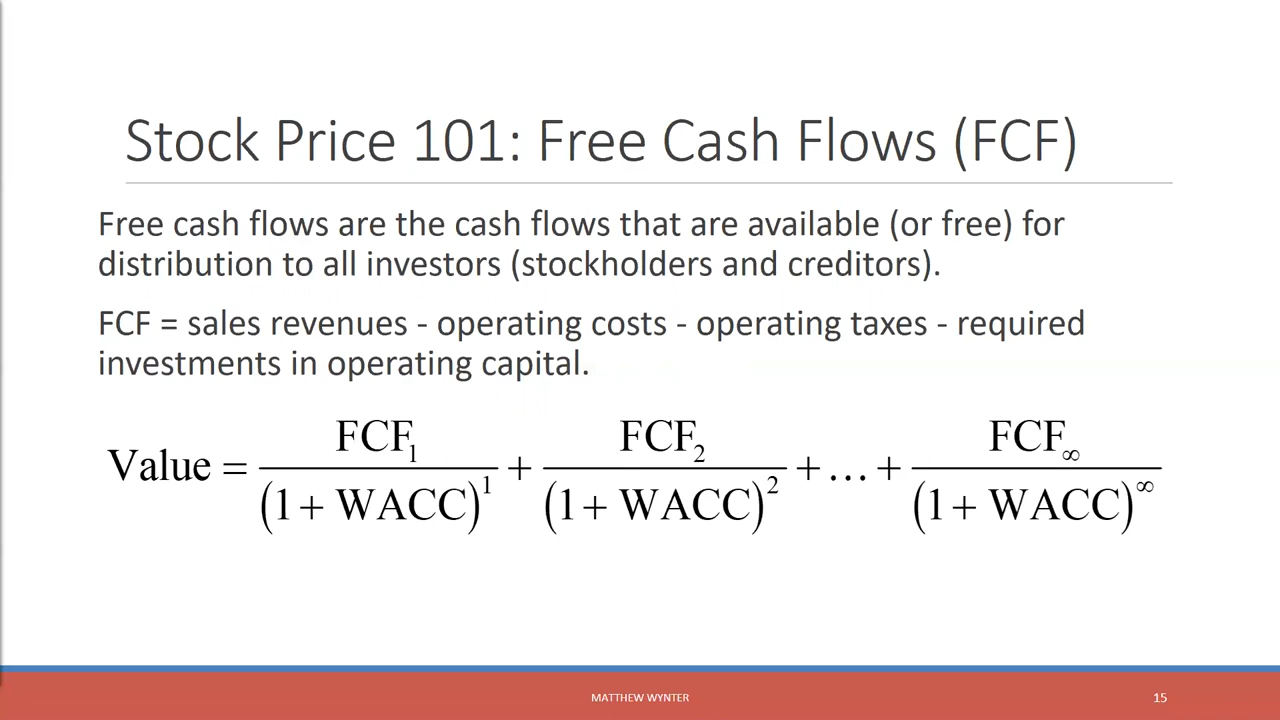 Stock Price 101: Free Cash Flows (FCF)
Free cash flows are the cash flows that are available (or free) for
distribution to all investors (stockholders and creditors).
FCF = sales revenues - operating costs - operating taxes - required
investments in operating capital.
Value = FCF₁ / (1 + WACC)¹ + FCF₂ / (1 + WACC)² + … + FCF_∞ / (1 + WACC)^∞
MATTHEW WYNTER
15